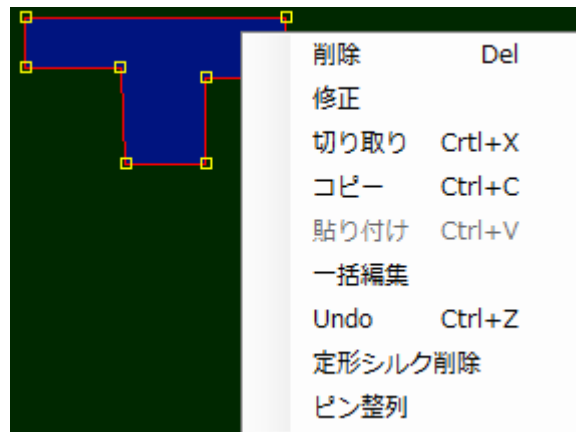 削除 Del
修正
切り取り Crtl+X
コピー Ctrl+C
貼り付け Ctrl+V
一括編集
Undo Ctrl+Z
定形シルク削除
ピン整列